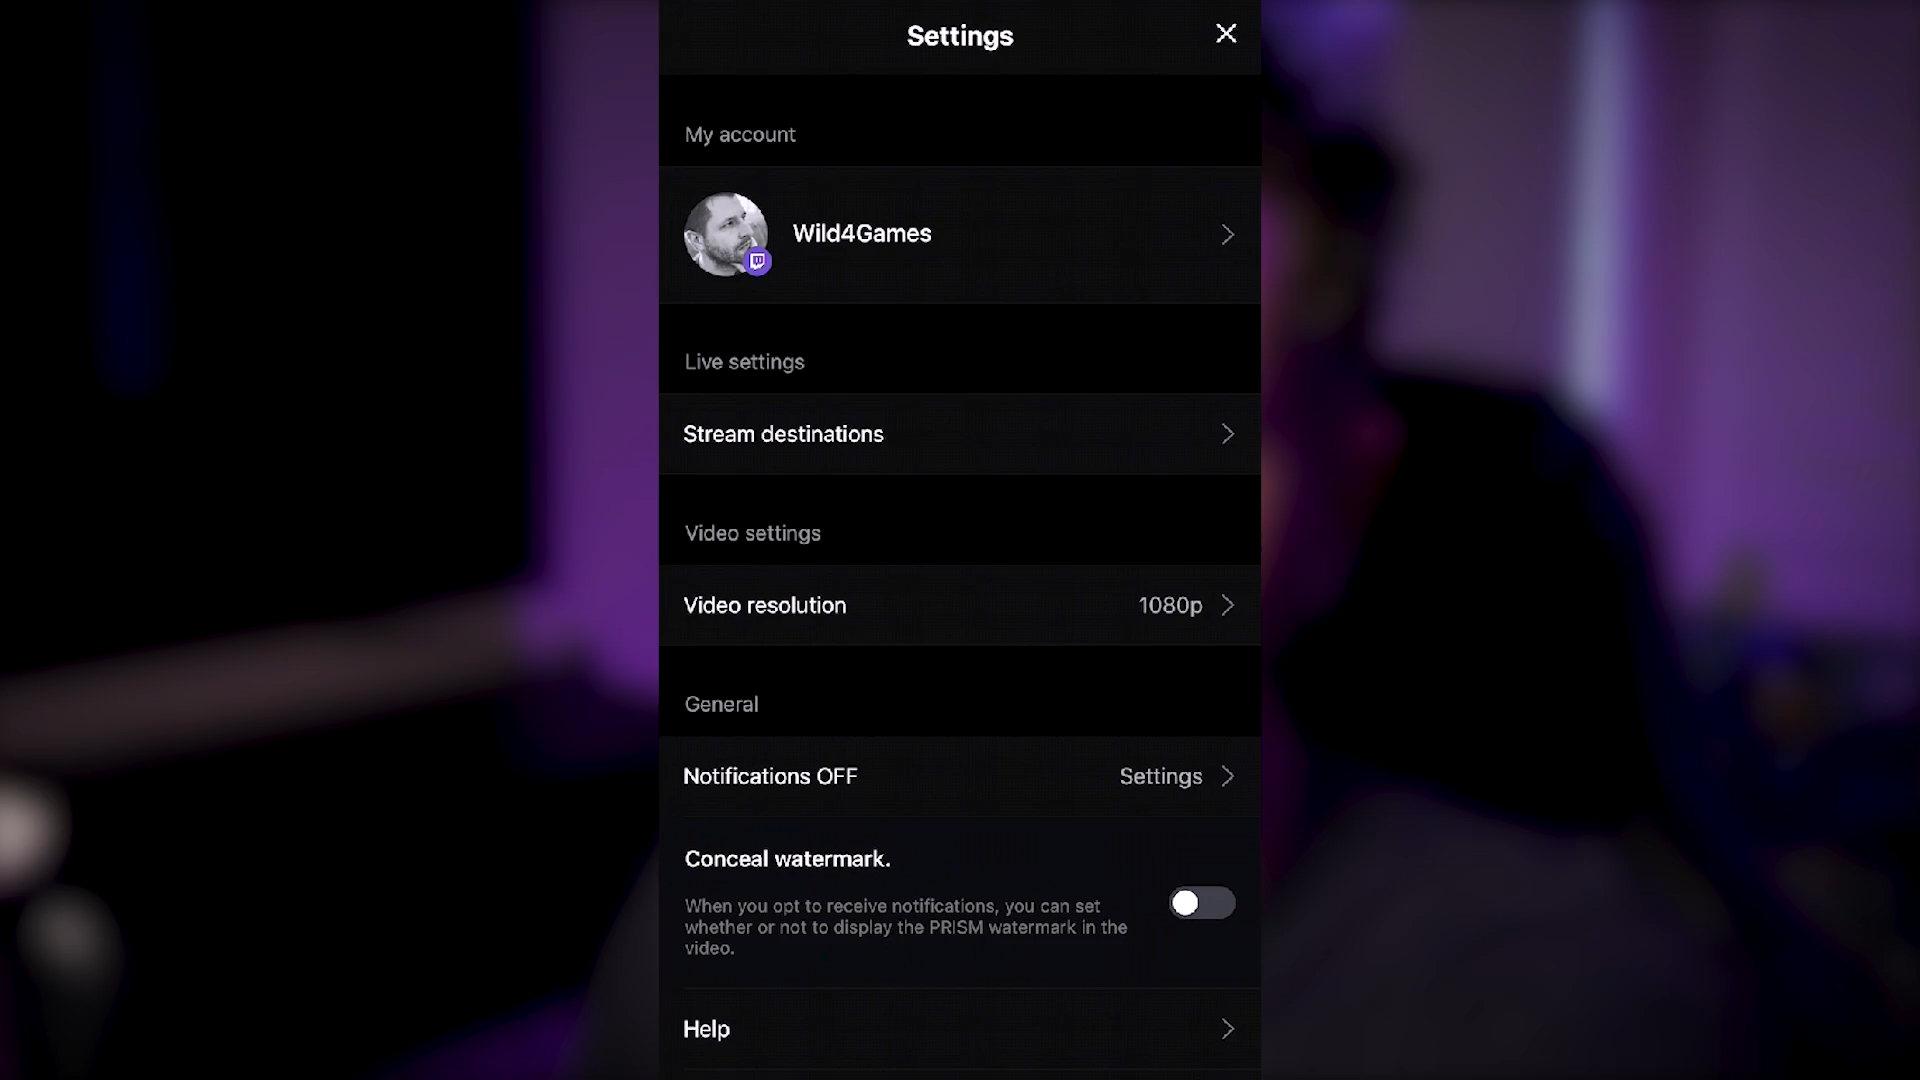 Settings
My account
Wild4Games
Live settings
Stream destinations
Video settings
Video resolution 1080p
General
Notifications OFF Settings
Conceal watermark.
When you opt to receive notifications, you can set
whether or not to display the PRISM watermark in the
video.
Help